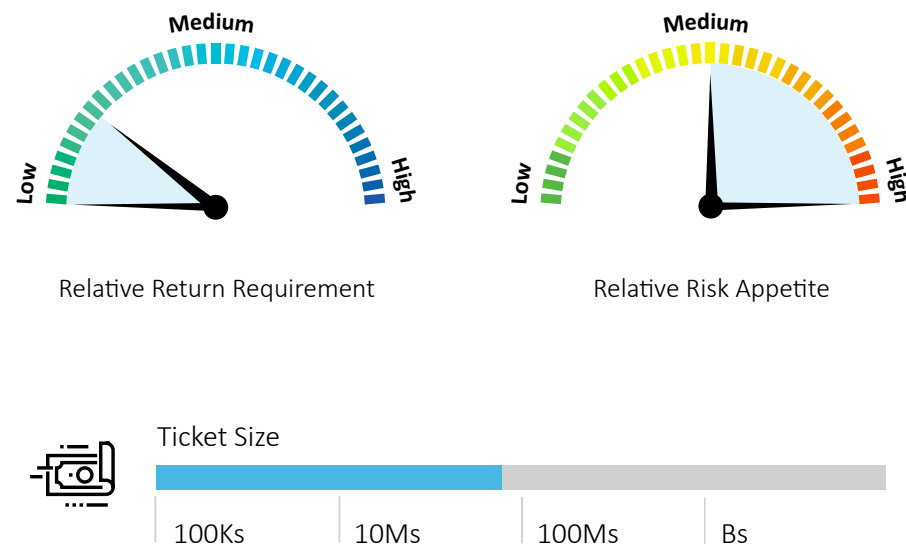 Medium
Low
High
Relative Return Requirement
Medium
Low
High
Relative Risk Appetite
Ticket Size
100Ks
10Ms
100Ms
Bs